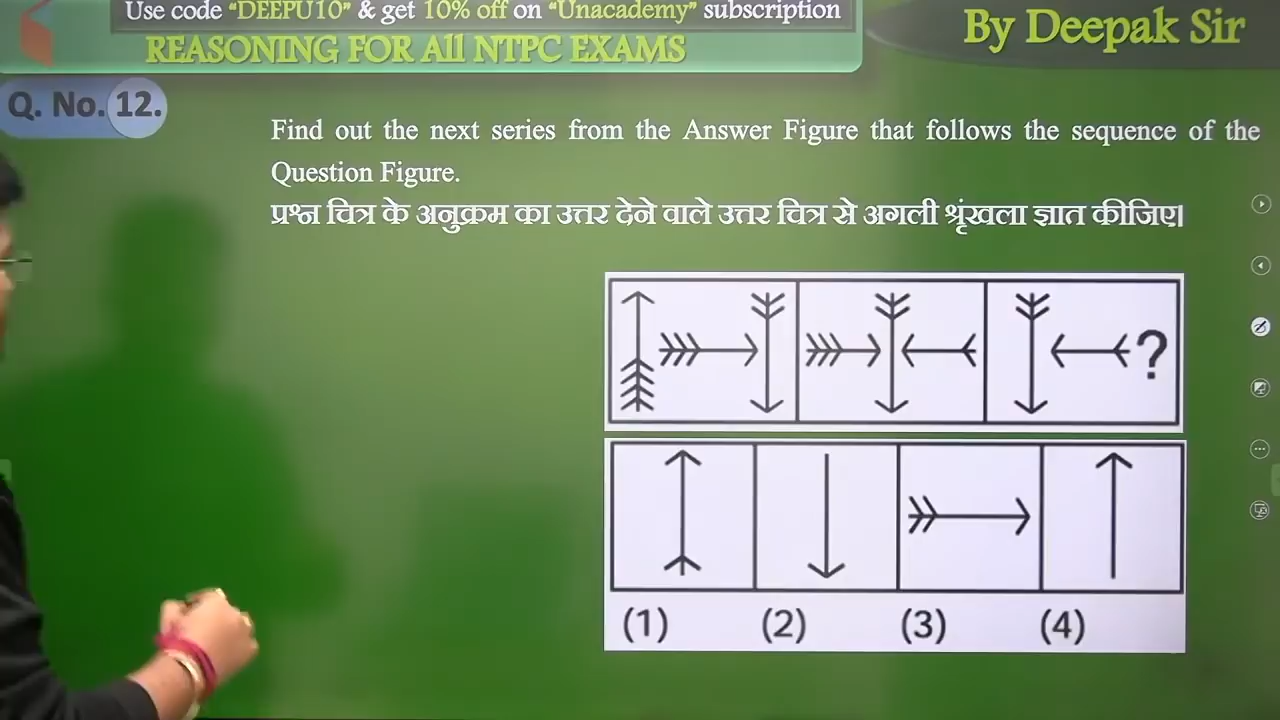 Use code “DEEPU10” & get 10% off on “Unacademy” subscription
REASONING FOR All NTPC EXAMS
By Deepak Sir
Q. No. 12.
Find out the next series from the Answer Figure that follows the sequence of the
Question Figure.
प्रश्न चित्र के अनुक्रम का उत्तर देने वाले उत्तर चित्र से अगली श्रृंखला ज्ञात कीजिए।
?
(1) (2) (3) (4)